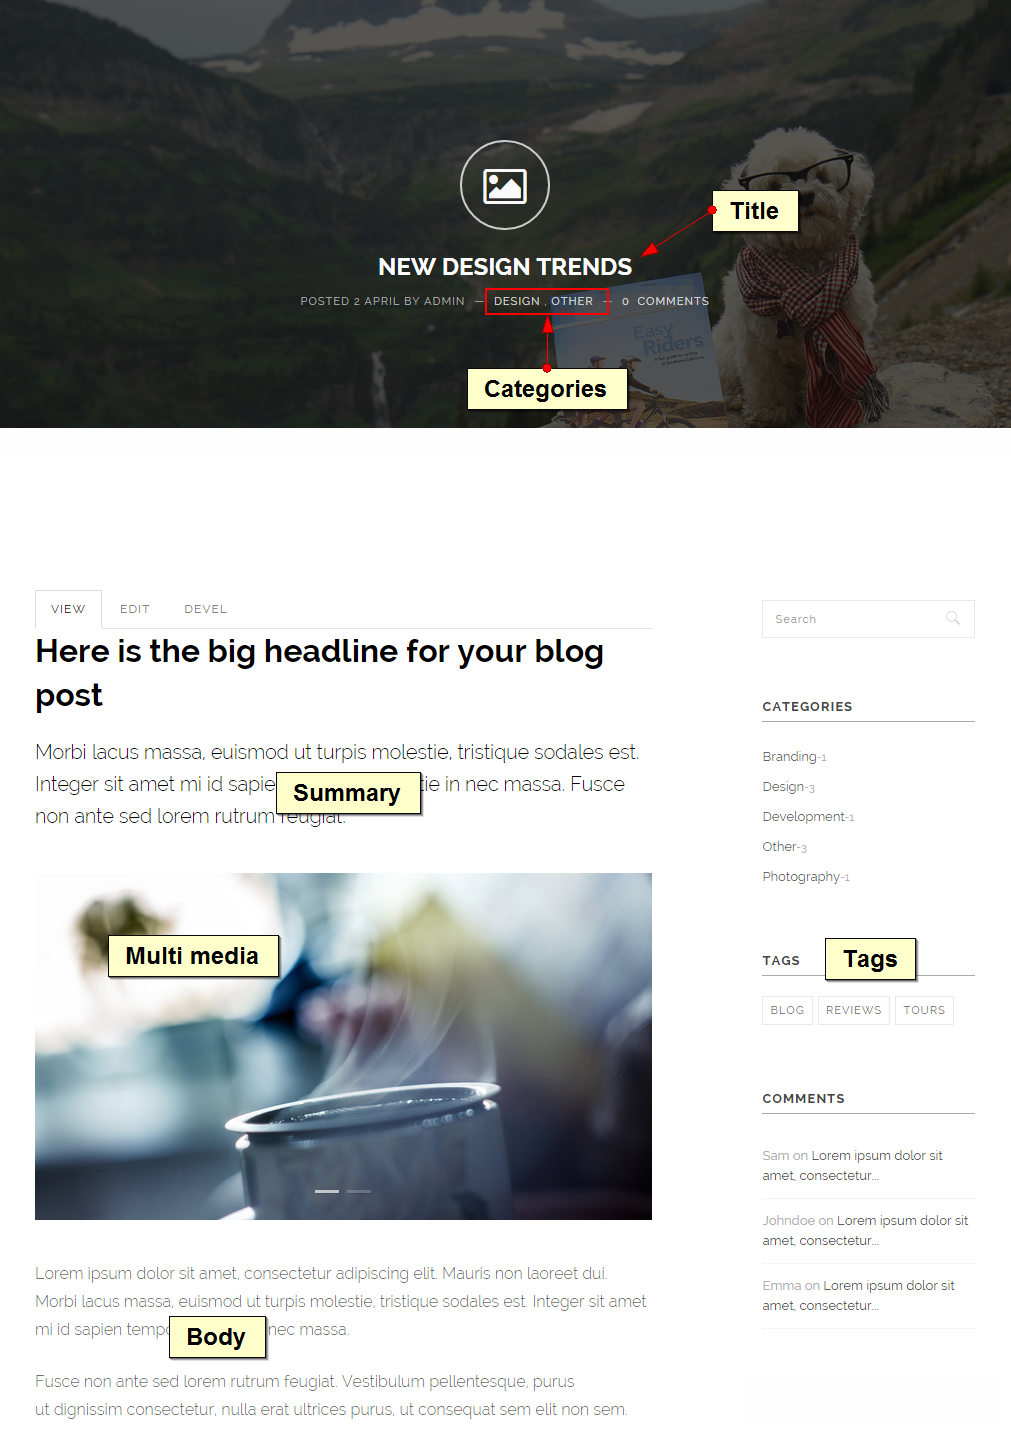 Title
NEW DESIGN TRENDS
POSTED 2 APRIL BY ADMIN — DESIGN , OTHER — 0 COMMENTS
Easy
Riders
Categories
VIEW EDIT DEVEL
Here is the big headline for your blog
post
Morbi lacus massa, euismod ut turpis molestie, tristique sodales est.
Integer sit amet mi id sapie
Summary
tie in nec massa. Fusce
non ante sed lorem rutrum feugiat.
Multi media
Lorem ipsum dolor sit amet, consectetur adipiscing elit. Mauris non laoreet dui.
Morbi lacus massa, euismod ut turpis molestie, tristique sodales est. Integer sit amet
mi id sapien tempo
Body
nec massa.
Fusce non ante sed lorem rutrum feugiat. Vestibulum pellentesque, purus
ut dignissim consectetur, nulla erat ultrices purus, ut consequat sem elit non sem.
Search
CATEGORIES
Branding-1
Design-3
Development-1
Other-3
Photography-1
TAGS
Tags
BLOG REVIEWS TOURS
COMMENTS
Sam on Lorem ipsum dolor sit
amet, consectetur...
Johndoe on Lorem ipsum dolor sit
amet, consectetur...
Emma on Lorem ipsum dolor sit
amet, consectetur...